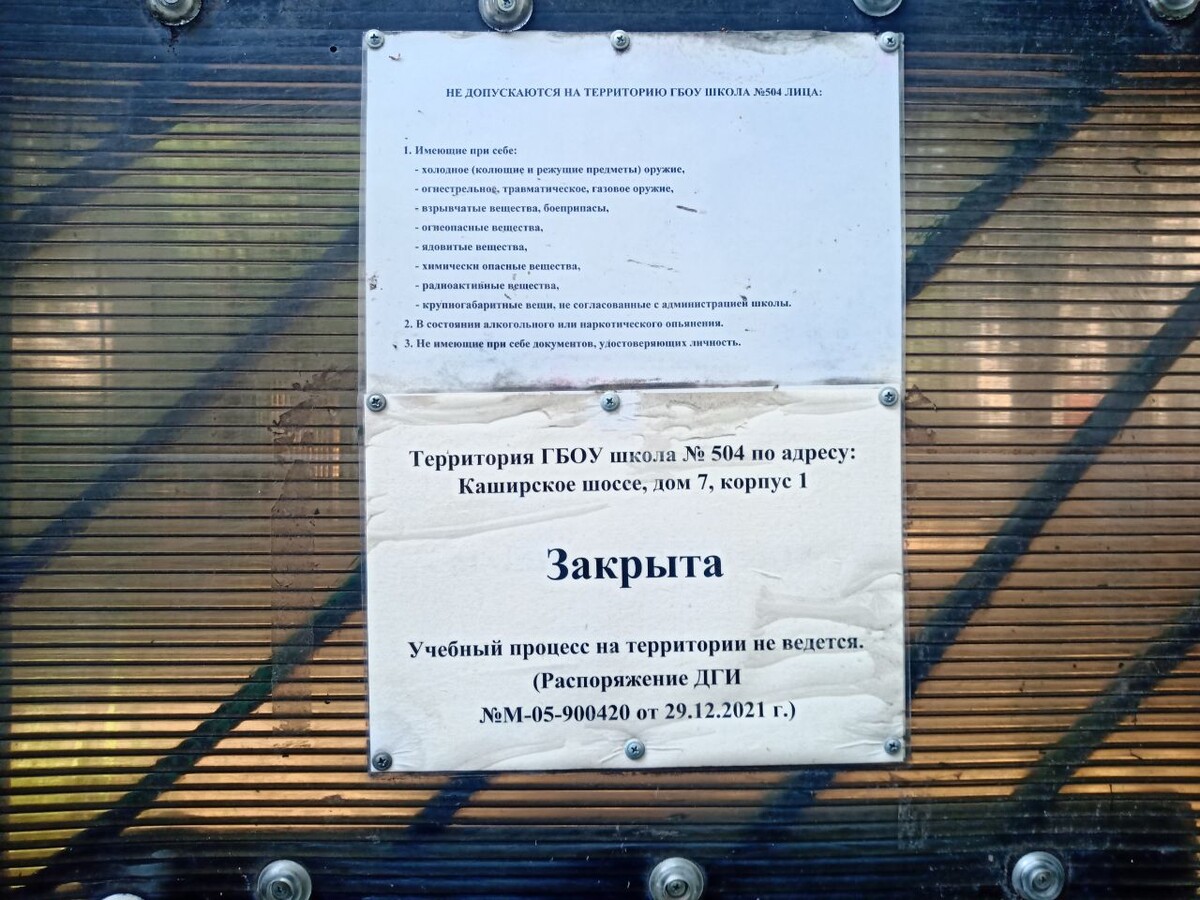 НЕ ДОПУСКАЮТСЯ НА ТЕРРИТОРИЮ ГБОУ ШКОЛА №504 ЛИЦА:
1. Имеющие при себе:
- холодное (колющие и режущие предметы) оружие,
- огнестрельное, травматическое, газовое оружие,
- взрывчатые вещества, боеприпасы,
- огнеопасные вещества,
- ядовитые вещества,
- химически опасные вещества,
- радиоактивные вещества,
- крупногабаритные вещи, не согласованные с администрацией школы.
2. В состоянии алкогольного или наркотического опьянения.
3. Не имеющие при себе документов, удостоверяющих личность.
Территория ГБОУ школа № 504 по адресу:
Каширское шоссе, дом 7, корпус 1
Закрыта
Учебный процесс на территории не ведется.
(Распоряжение ДГИ
№М-05-900420 от 29.12.2021 г.)